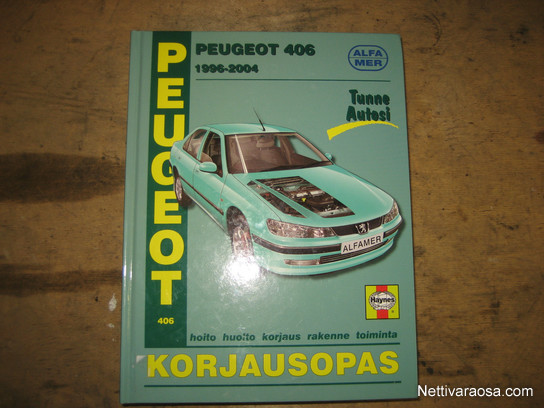 PEUGEOT
406
PEUGEOT 406
1996-2004
ALFA
MER
Tunne
Autosi
ALFAMER
Haynes
hoito huolto korjaus rakenne toiminta
KORJAUSOPAS
Nettivaraosa.com